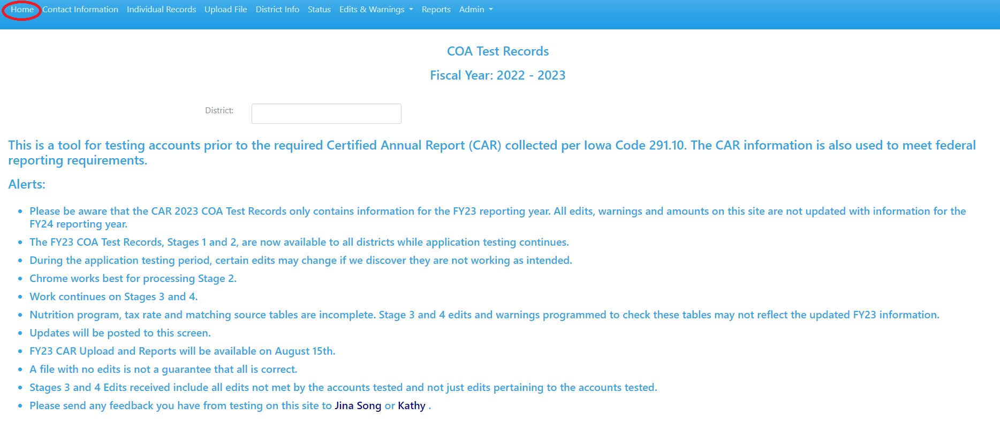 Home Contact Information Individual Records Upload File District Info Status Edits & Warnings Reports Admin
COA Test Records
Fiscal Year: 2022 - 2023
District:
This is a tool for testing accounts prior to the required Certified Annual Report (CAR) collected per Iowa Code 291.10. The CAR information is also used to meet federal
reporting requirements.
Alerts:
• Please be aware that the CAR 2023 COA Test Records only contains information for the FY23 reporting year. All edits, warnings and amounts on this site are not updated with information for the
FY24 reporting year.
• The FY23 COA Test Records, Stages 1 and 2, are now available to all districts while application testing continues.
• During the application testing period, certain edits may change if we discover they are not working as intended.
• Chrome works best for processing Stage 2.
• Work continues on Stages 3 and 4.
• Nutrition program, tax rate and matching source tables are incomplete. Stage 3 and 4 edits and warnings programmed to check these tables may not reflect the updated FY23 information.
• Updates will be posted to this screen.
• FY23 CAR Upload and Reports will be available on August 15th.
• A file with no edits is not a guarantee that all is correct.
• Stages 3 and 4 Edits received include all edits not met by the accounts tested and not just edits pertaining to the accounts tested.
• Please send any feedback you have from testing on this site to Jina Song or Kathy .